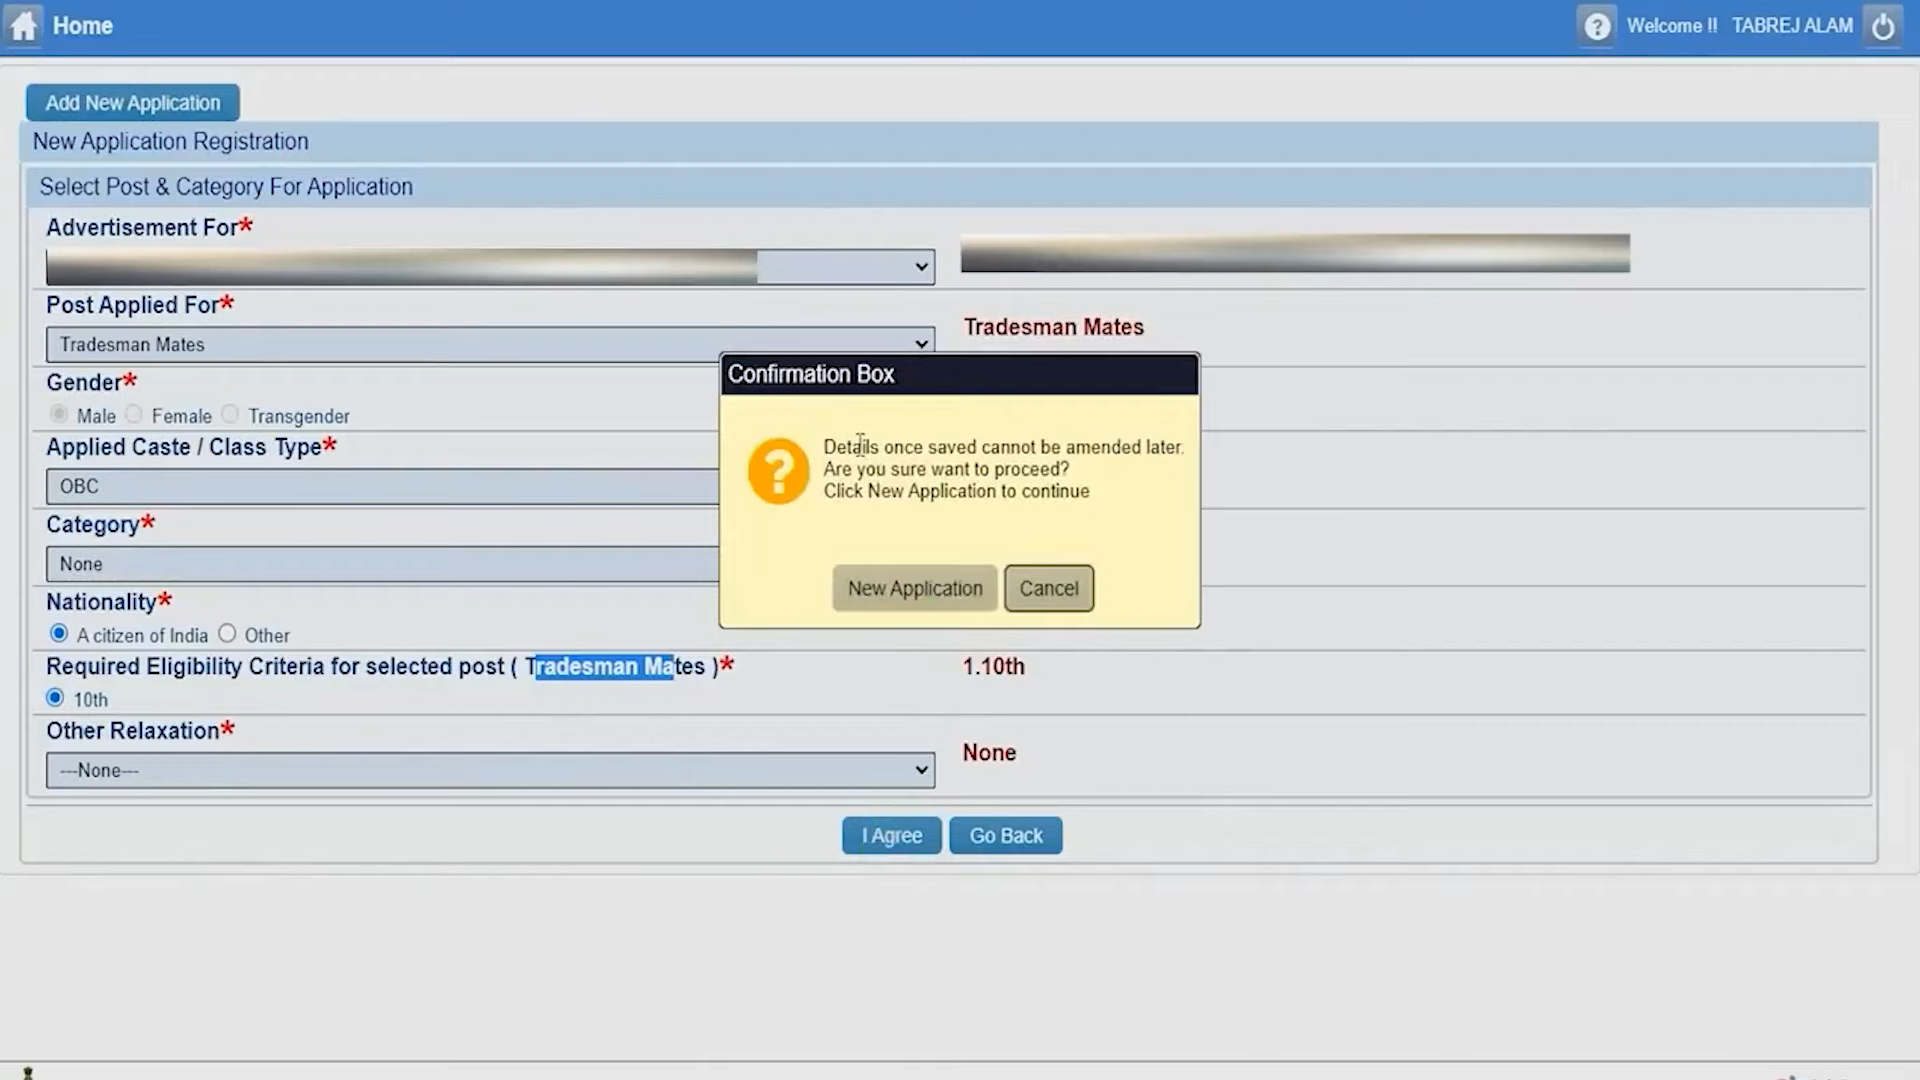 Home
Welcome !! TABREJ ALAM
Add New Application
New Application Registration
Select Post & Category For Application
Advertisement For*
Post Applied For*
Tradesman Mates
Tradesman Mates
Gender*
Male Female Transgender
Applied Caste / Class Type*
OBC
Category*
None
Nationality*
A citizen of India Other
Required Eligibility Criteria for selected post ( Tradesman Mates )*
1.10th
10th
Other Relaxation*
---None---
None
I Agree
Go Back
Confirmation Box
Details once saved cannot be amended later.
Are you sure want to proceed?
Click New Application to continue
New Application
Cancel